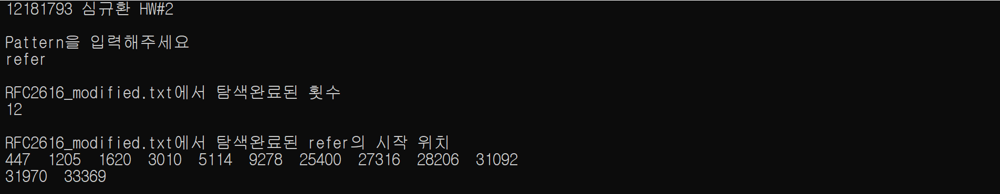 12181793 심규환 HW#2
Pattern을 입력해주세요
refer
RFC2616_modified.txt에서 탐색완료된 횟수
12
RFC2616_modified.txt에서 탐색완료된 refer의 시작 위치
447  1205  1620  3010  5114  9278  25400  27316  28206  31092
31970  33369